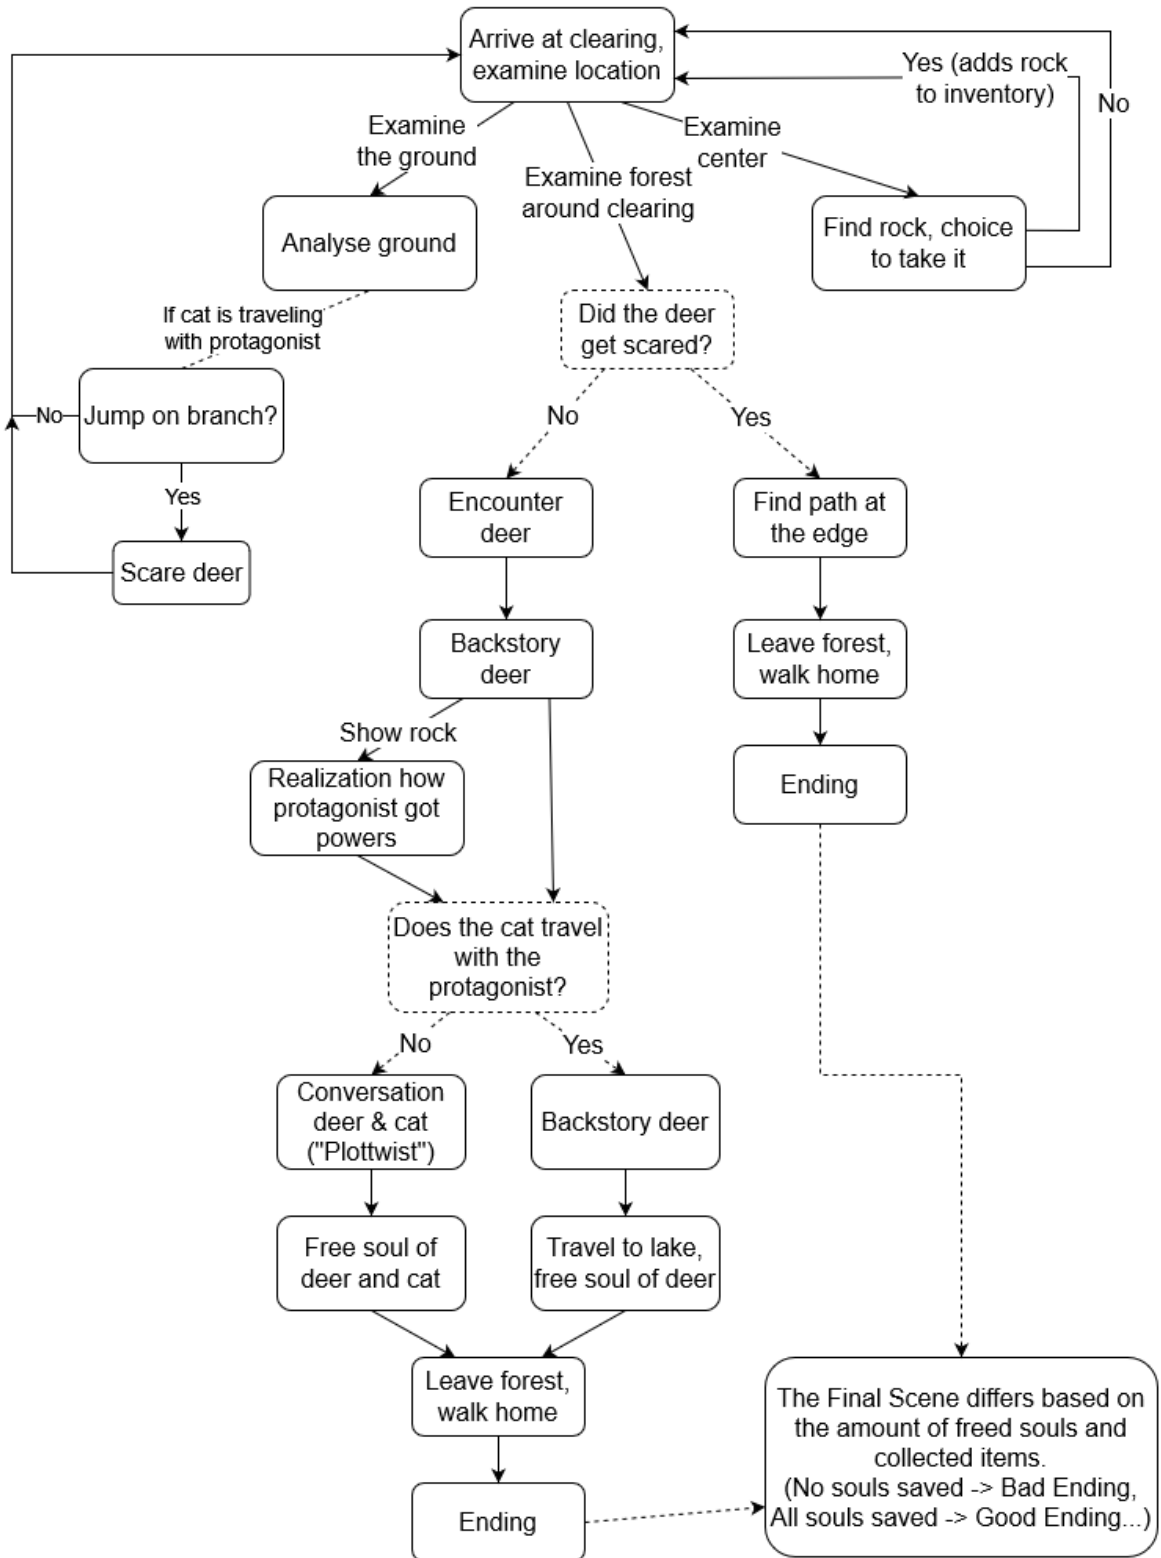 Arrive at clearing,
examine location
Yes (adds rock
to inventory)
No
Examine
the ground
Examine
center
Examine forest
around clearing
Analyse ground
Find rock, choice
to take it
If cat is traveling
with protagonist
Did the deer
get scared?
No
Jump on branch?
No
Yes
Yes
Encounter
deer
Find path at
the edge
Scare deer
Backstory
deer
Leave forest,
walk home
Show rock
Realization how
protagonist got
powers
Ending
Does the cat travel
with the
protagonist?
No
Yes
Conversation
deer & cat
("Plottwist")
Backstory deer
Free soul of
deer and cat
Travel to lake,
free soul of deer
Leave forest,
walk home
The Final Scene differs based on
the amount of freed souls and
collected items.
(No souls saved -> Bad Ending,
All souls saved -> Good Ending...)
Ending